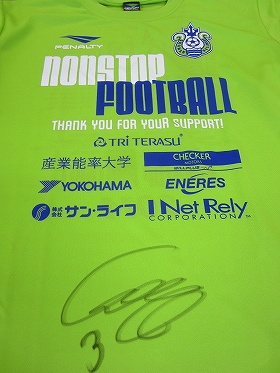 PENALTY
NONSTOP
FOOTBALL
THANK YOU FOR YOUR SUPPORT!
TRI TERASU
産業能率大学
CHECKER
MOTORS
YOKOHAMA
ENERES
株式会社 サン・ライフ
I Net Rely
CORPORATION
3